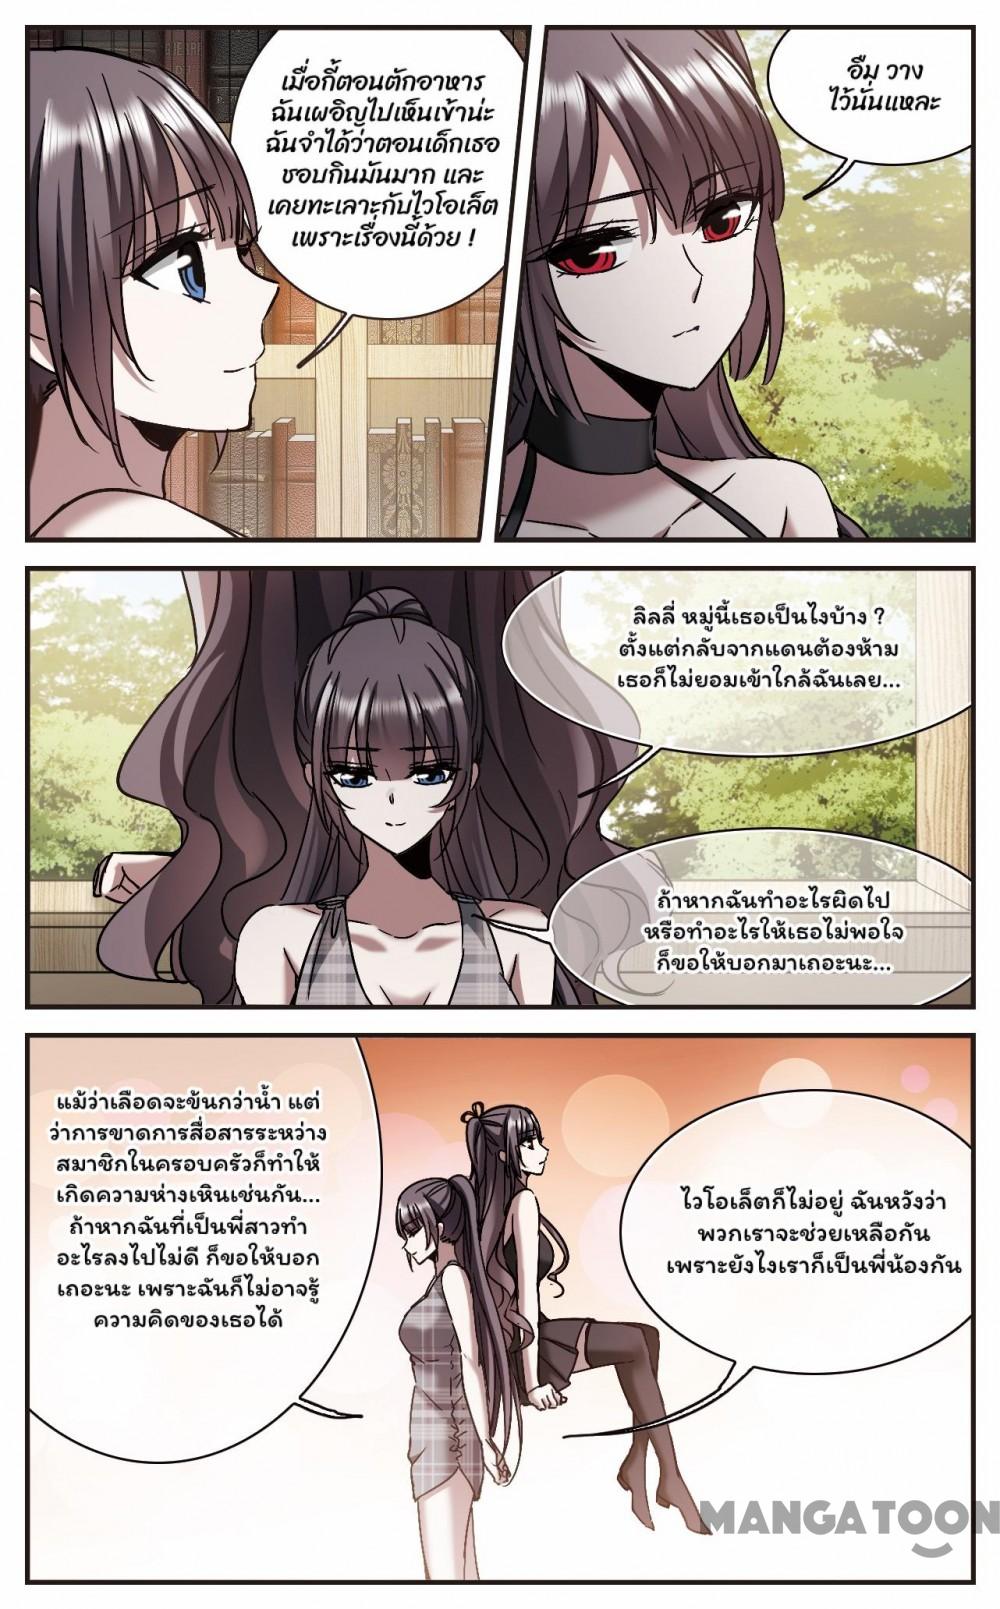 เมื่อกี้ตอนตักอาหาร
ฉันเผอิญไปเห็นเข้าน่ะ
ฉันจำได้ว่าตอนเด็กเธอ
ชอบกินมันมาก และ
เคยทะเลาะกับไวโอเล็ต
เพราะเรื่องนี้ด้วย !
อืม วาง
ไว้นั่นแหละ
ลิลลี่ หมู่นี้เธอเป็นไงบ้าง ?
ตั้งแต่กลับจากแดนต้องห้าม
เธอก็ไม่ยอมเข้าใกล้ฉันเลย...
ถ้าหากฉันทำอะไรผิดไป
หรือทำอะไรให้เธอไม่พอใจ
ก็ขอให้บอกมาเถอะนะ...
แม้ว่าเลือดจะข้นกว่าน้ำ แต่
ว่าการขาดการสื่อสารระหว่าง
สมาชิกในครอบครัวก็ทำให้
เกิดความห่างเหินเช่นกัน...
ถ้าหากฉันที่เป็นพี่สาวทำ
อะไรลงไปไม่ดี ก็ขอให้บอก
เถอะนะ เพราะฉันก็ไม่อาจรู้
ความคิดของเธอได้
ไวโอเล็ตก็ไม่อยู่ ฉันหวังว่า
พวกเราจะช่วยเหลือกัน
เพราะยังไงเราก็เป็นพี่น้องกัน
MANGATOON